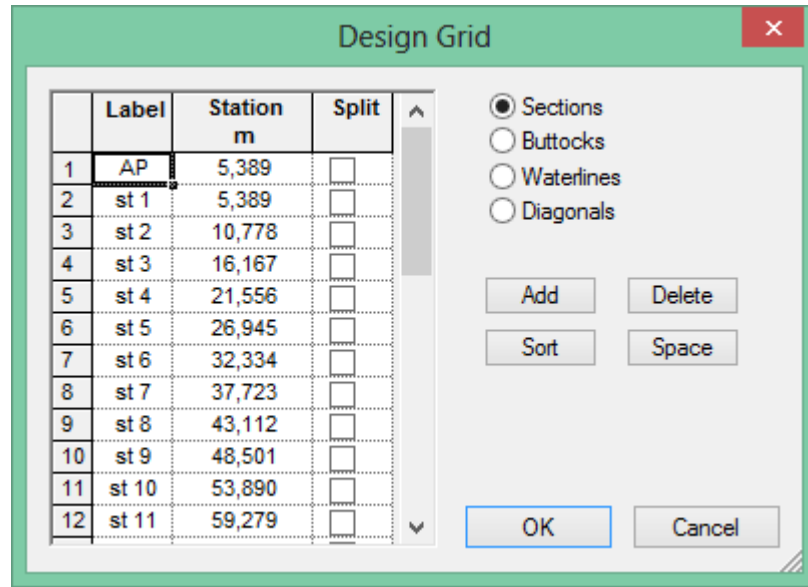 Design Grid
Label Station m Split
1 AP 5,389
2 st 1 5,389
3 st 2 10,778
4 st 3 16,167
5 st 4 21,556
6 st 5 26,945
7 st 6 32,334
8 st 7 37,723
9 st 8 43,112
10 st 9 48,501
11 st 10 53,890
12 st 11 59,279
Sections
Buttocks
Waterlines
Diagonals
Add Delete
Sort Space
OK Cancel